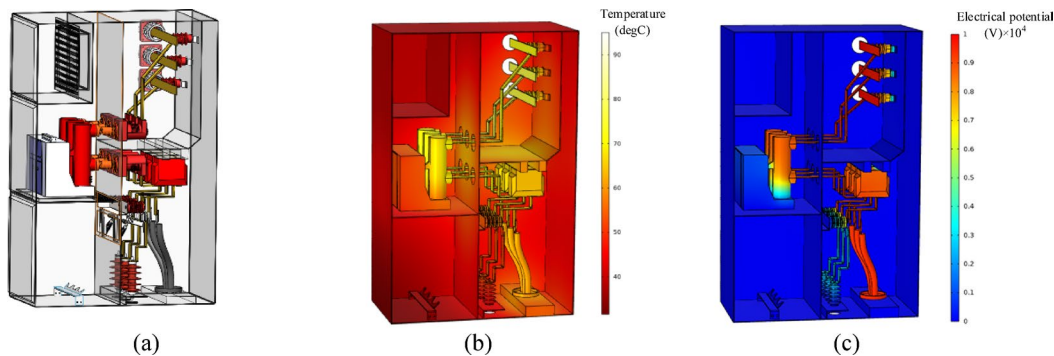 Temperature
(degC)
90
80
70
60
50
40
Electrical potential
(V)×10⁴
1
0.9
0.8
0.7
0.6
0.5
0.4
0.3
0.2
0.1
0
(a)
(b)
(c)